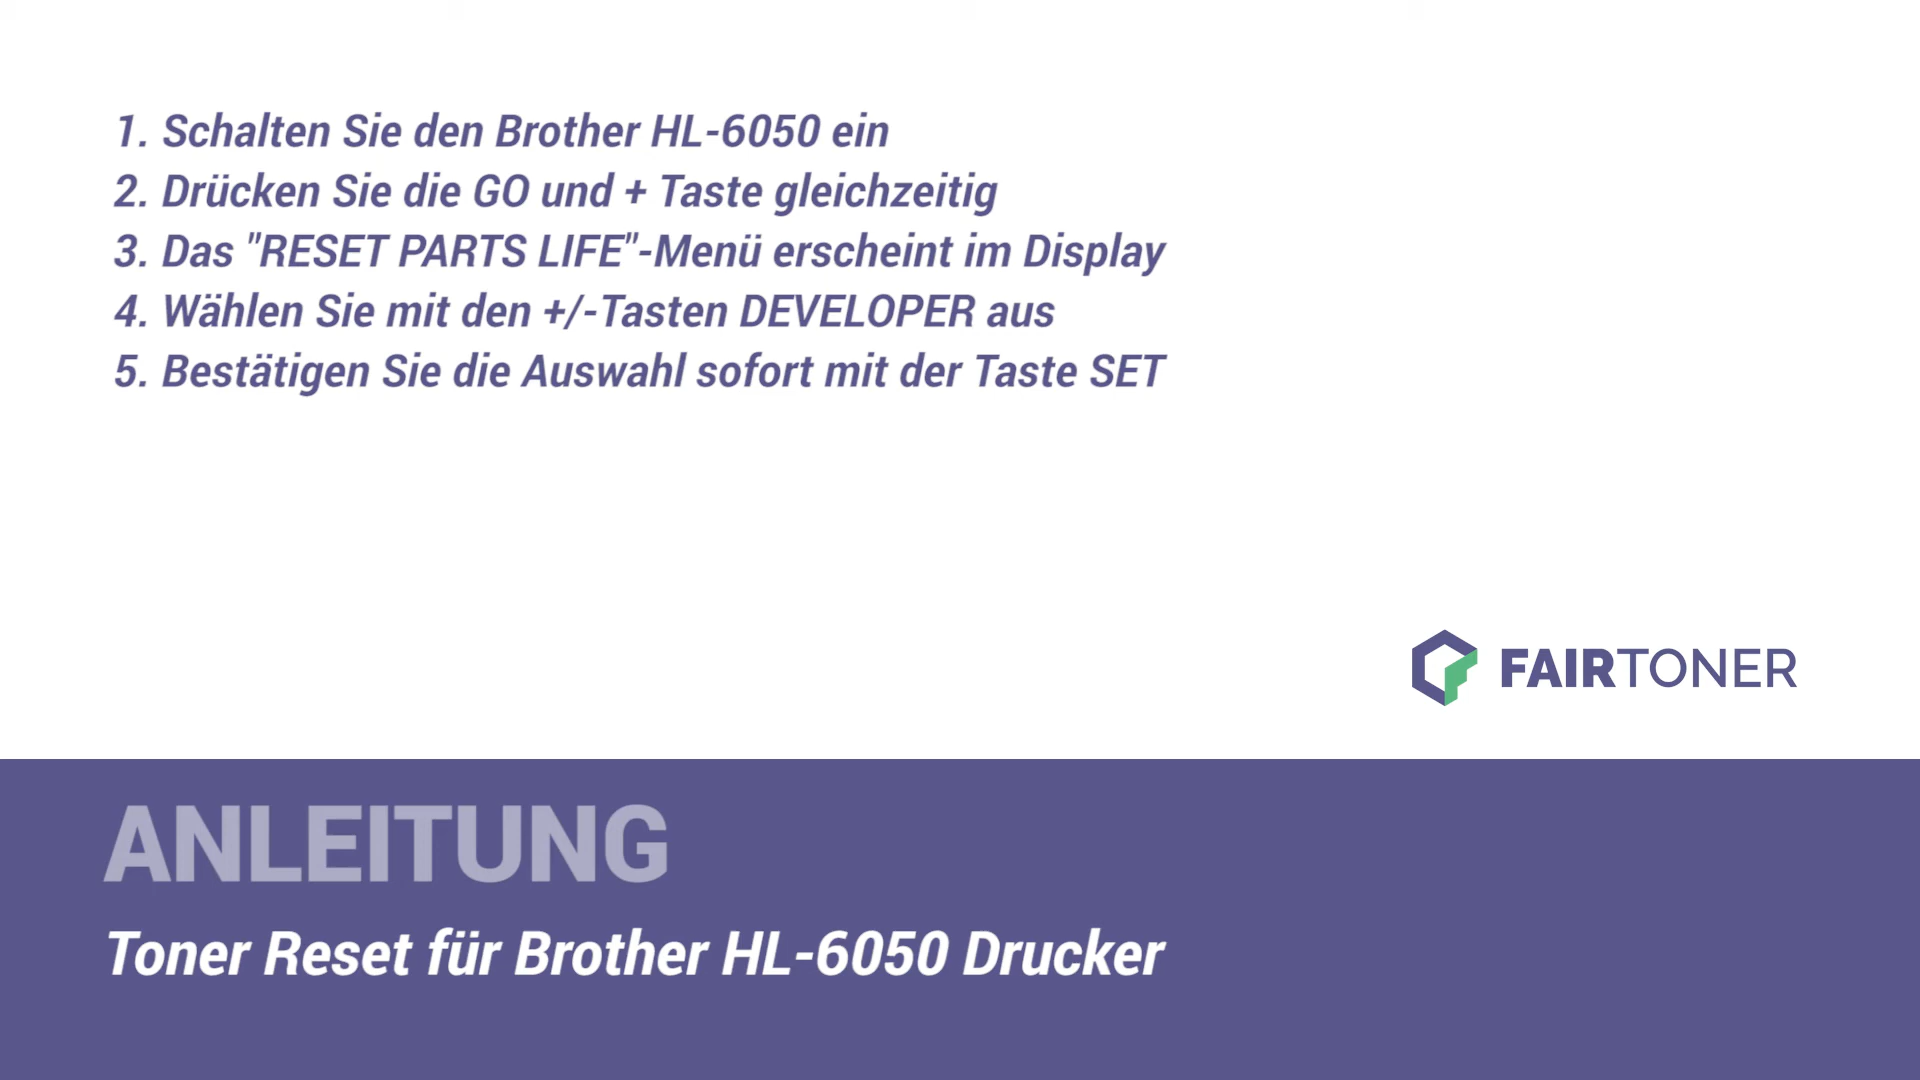 1. Schalten Sie den Brother HL-6050 ein
2. Drücken Sie die GO und + Taste gleichzeitig
3. Das "RESET PARTS LIFE"-Menü erscheint im Display
4. Wählen Sie mit den +/-Tasten DEVELOPER aus
5. Bestätigen Sie die Auswahl sofort mit der Taste SET
FAIRTONER
ANLEITUNG
Toner Reset für Brother HL-6050 Drucker